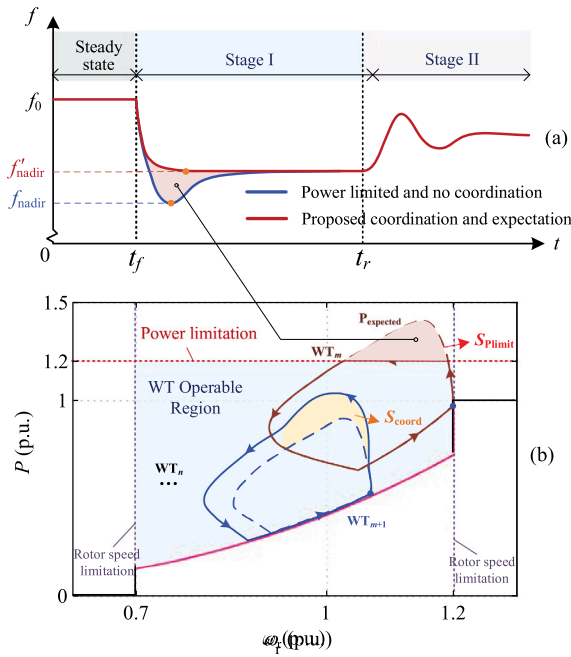 f
Steady
state
Stage I
Stage II
f0
(a)
f′nadir
fnadir
Power limited and no coordination
Proposed coordination and expectation
0
tf
tr
t
1.5
Pexpected
Power limitation
SPlimit
WTm
1.2
WT Operable
Region
1
Scoord
P (p.u.)
(b)
WTn
...
WTm+1
Rotor speed
limitation
Rotor speed
limitation
0
0.7
1
1.2
ωr (p.u.)